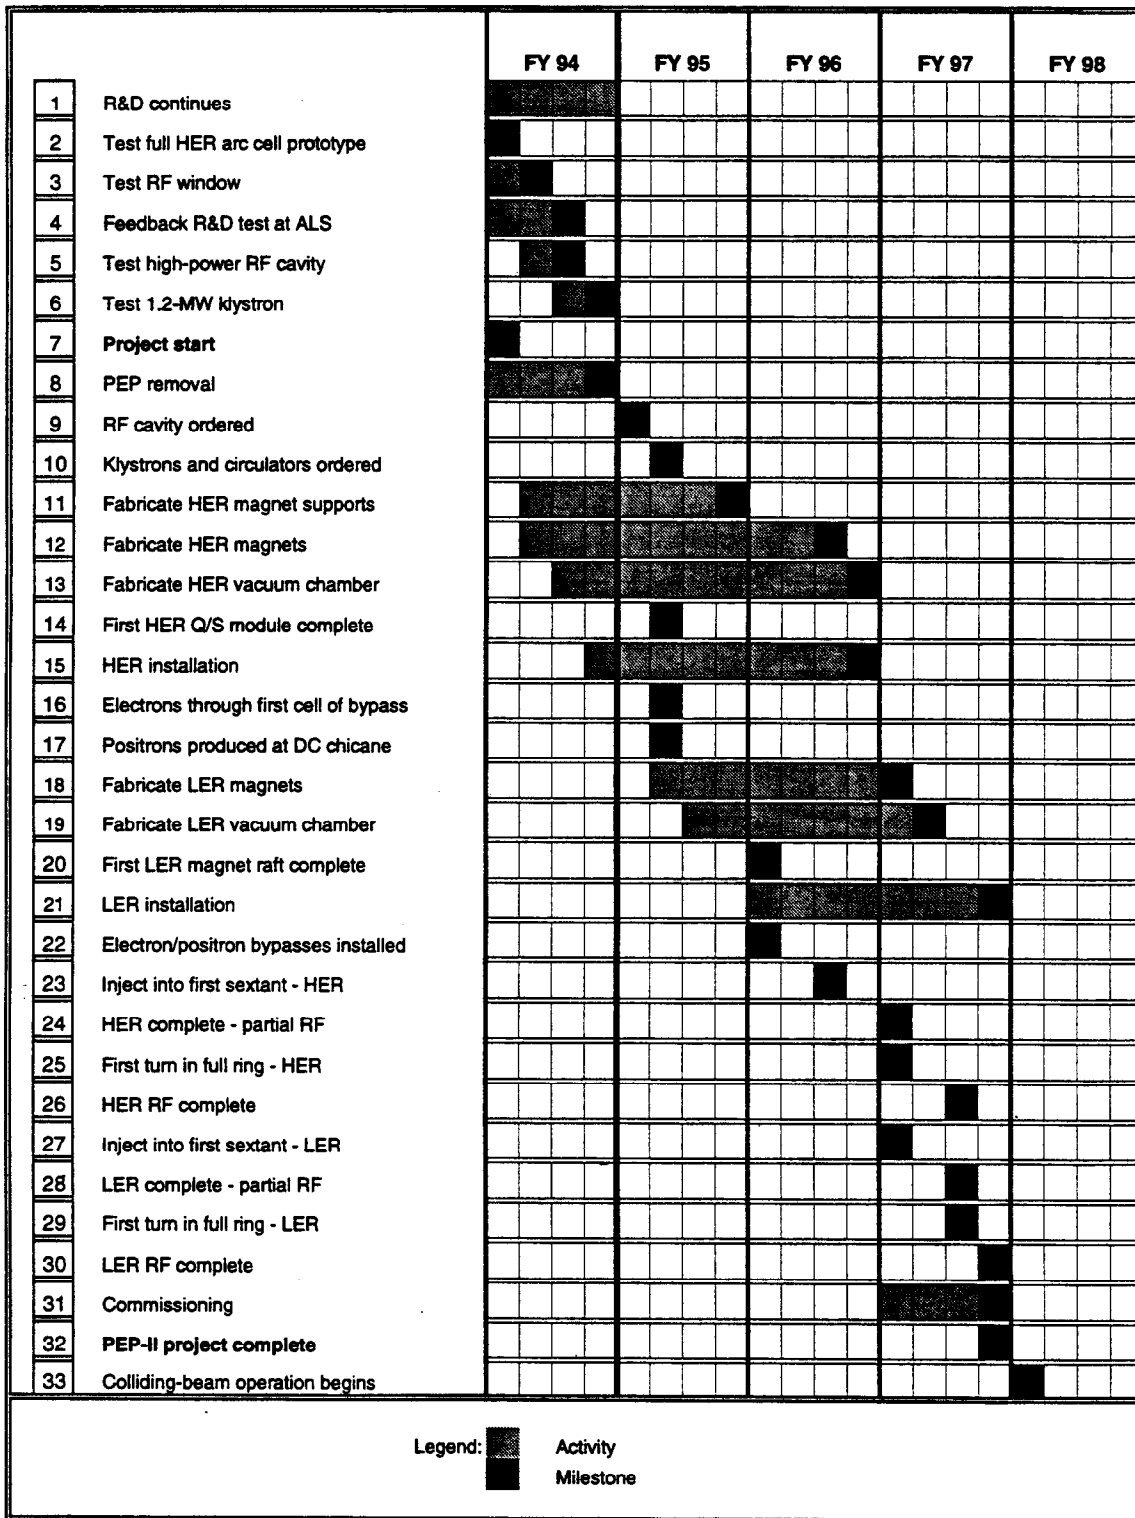 FY 94 FY 95 FY 96 FY 97 FY 98
1 R&D continues
2 Test full HER arc cell prototype
3 Test RF window
4 Feedback R&D test at ALS
5 Test high-power RF cavity
6 Test 1.2-MW klystron
7 Project start
8 PEP removal
9 RF cavity ordered
10 Klystrons and circulators ordered
11 Fabricate HER magnet supports
12 Fabricate HER magnets
13 Fabricate HER vacuum chamber
14 First HER Q/S module complete
15 HER installation
16 Electrons through first cell of bypass
17 Positrons produced at DC chicane
18 Fabricate LER magnets
19 Fabricate LER vacuum chamber
20 First LER magnet raft complete
21 LER installation
22 Electron/positron bypasses installed
23 Inject into first sextant - HER
24 HER complete - partial RF
25 First turn in full ring - HER
26 HER RF complete
27 Inject into first sextant - LER
28 LER complete - partial RF
29 First turn in full ring - LER
30 LER RF complete
31 Commissioning
32 PEP-II project complete
33 Colliding-beam operation begins
Legend: Activity
Milestone